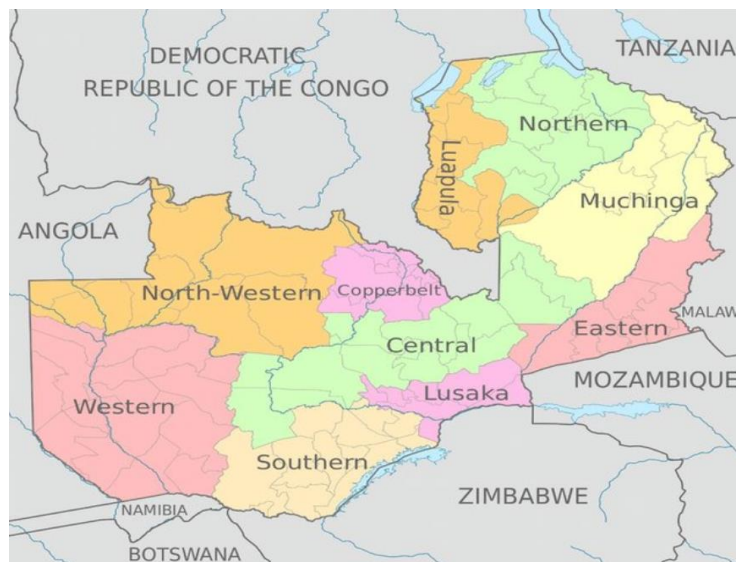 DEMOCRATIC
REPUBLIC OF THE CONGO
TANZANIA
Northern
Luapula
Muchinga
ANGOLA
North-Western
Copperbelt
MALAW
Eastern
Central
MOZAMBIQUE
Lusaka
Western
Southern
ZIMBABWE
NAMIBIA
BOTSWANA